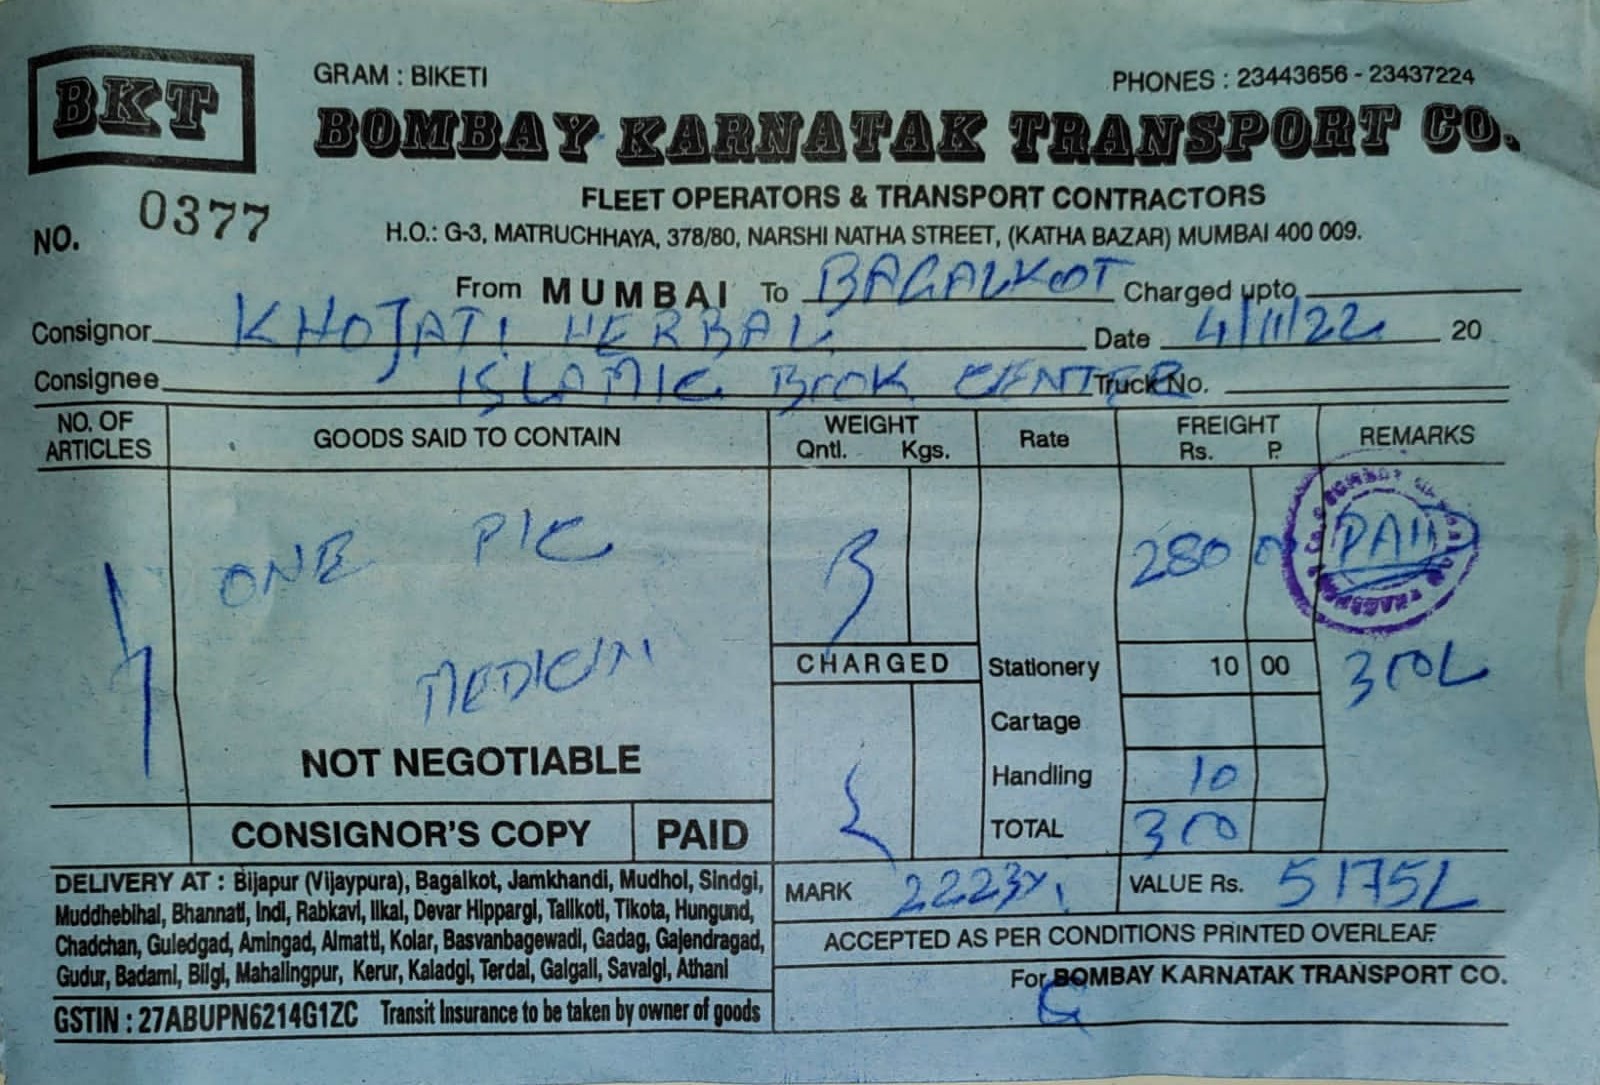 BKT
GRAM : BIKETI
PHONES : 23443656 - 23437224
BOMBAY KARNATAK TRANSPORT CO.
FLEET OPERATORS & TRANSPORT CONTRACTORS
NO. 0377
H.O.: G-3, MATRUCHHAYA, 378/80, NARSHI NATHA STREET, (KATHA BAZAR) MUMBAI 400 009.
From MUMBAI To BAGALKOT Charged upto
Consignor KHOJATI HERBAL Date 4/11/22 20
Consignee ISLAMIC BOOK CENTER Truck No.
NO. OF ARTICLES GOODS SAID TO CONTAIN WEIGHT Qntl. Kgs. Rate FREIGHT Rs. P. REMARKS
ONE PIC 280 PAID
MEDICIN
CHARGED Stationery 10 00 300/-
Cartage
NOT NEGOTIABLE Handling 10
CONSIGNOR'S COPY PAID TOTAL 300
DELIVERY AT : Bijapur (Vijaypura), Bagalkot, Jamkhandi, Mudhol, Sindgi,
Muddhebihal, Bhannati, Indi, Rabkavi, Ilkal, Devar Hippargi, Talikoti, Tikota, Hungund,
Chadchan, Guledgad, Amingad, Almatti, Kolar, Basvanbagewadi, Gadag, Gajendragad,
Gudur, Badami, Bilgi, Mahalingpur, Kerur, Kaladgi, Terdal, Galgali, Savalgi, Athani
GSTIN : 27ABUPN6214G1ZC Transit Insurance to be taken by owner of goods
MARK VALUE Rs. 5175/-
ACCEPTED AS PER CONDITIONS PRINTED OVERLEAF.
For BOMBAY KARNATAK TRANSPORT CO.